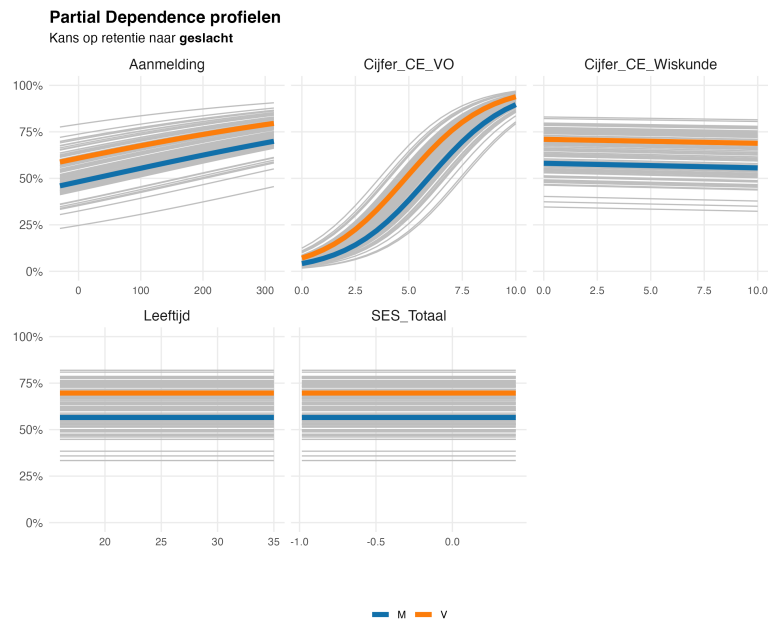 Partial Dependence profielen
Kans op retentie naar geslacht
Aanmelding
Cijfer_CE_VO
Cijfer_CE_Wiskunde
100%
75%
50%
25%
0%
0 100 200 300
0.0 2.5 5.0 7.5 10.0
0.0 2.5 5.0 7.5 10.0
Leeftijd
SES_Totaal
100%
75%
50%
25%
0%
20 25 30 35
-1.0 -0.5 0.0
M V